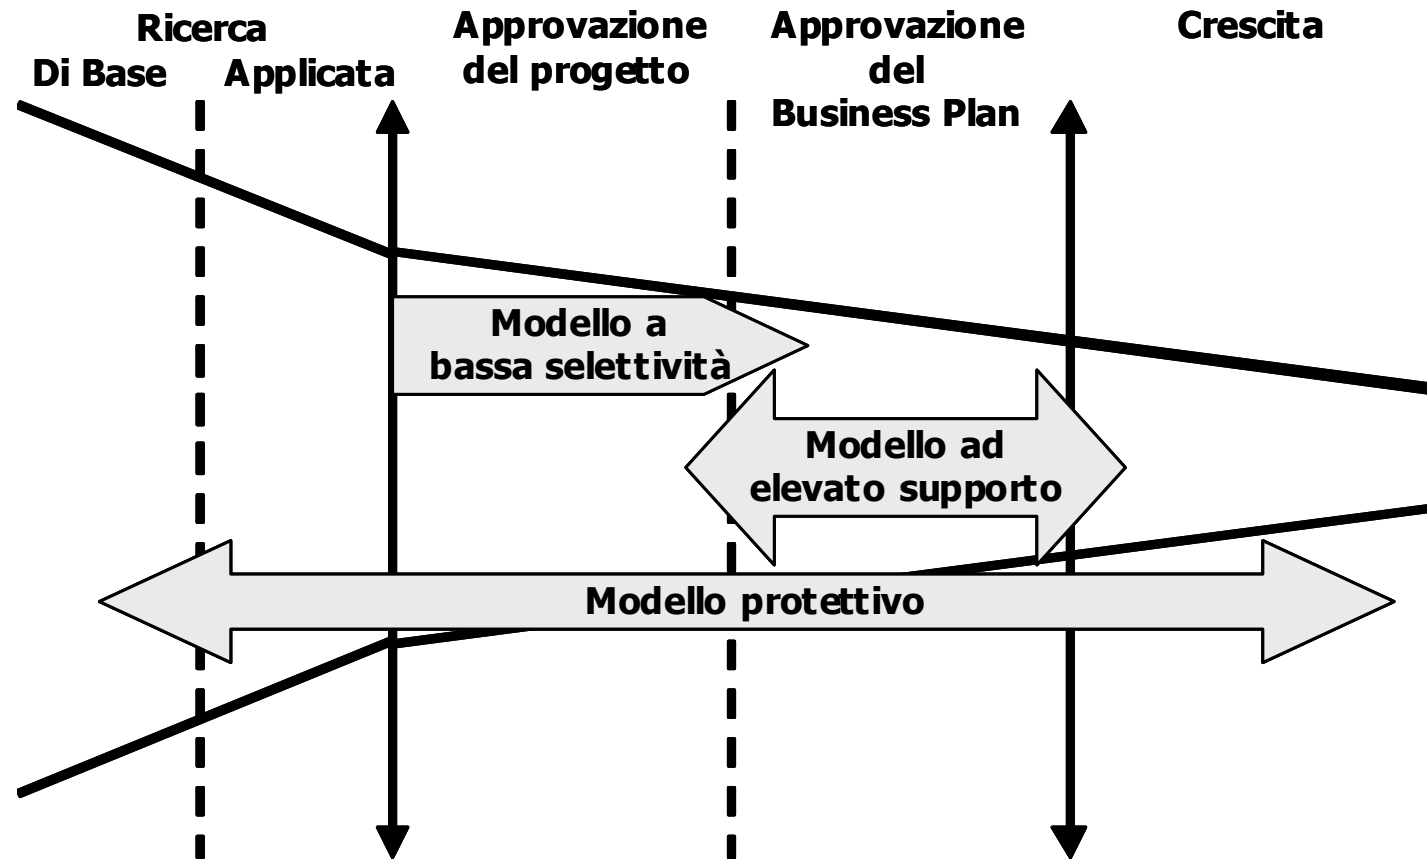 Ricerca
Di Base
Applicata
Approvazione
del progetto
Approvazione
del
Business Plan
Crescita
Modello a
bassa selettività
Modello ad
elevato supporto
Modello protettivo